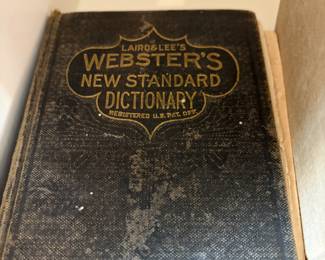 LAIRD & LEE'S
WEBSTER'S
NEW STANDARD
DICTIONARY
REGISTERED U.S. PAT. OFF.